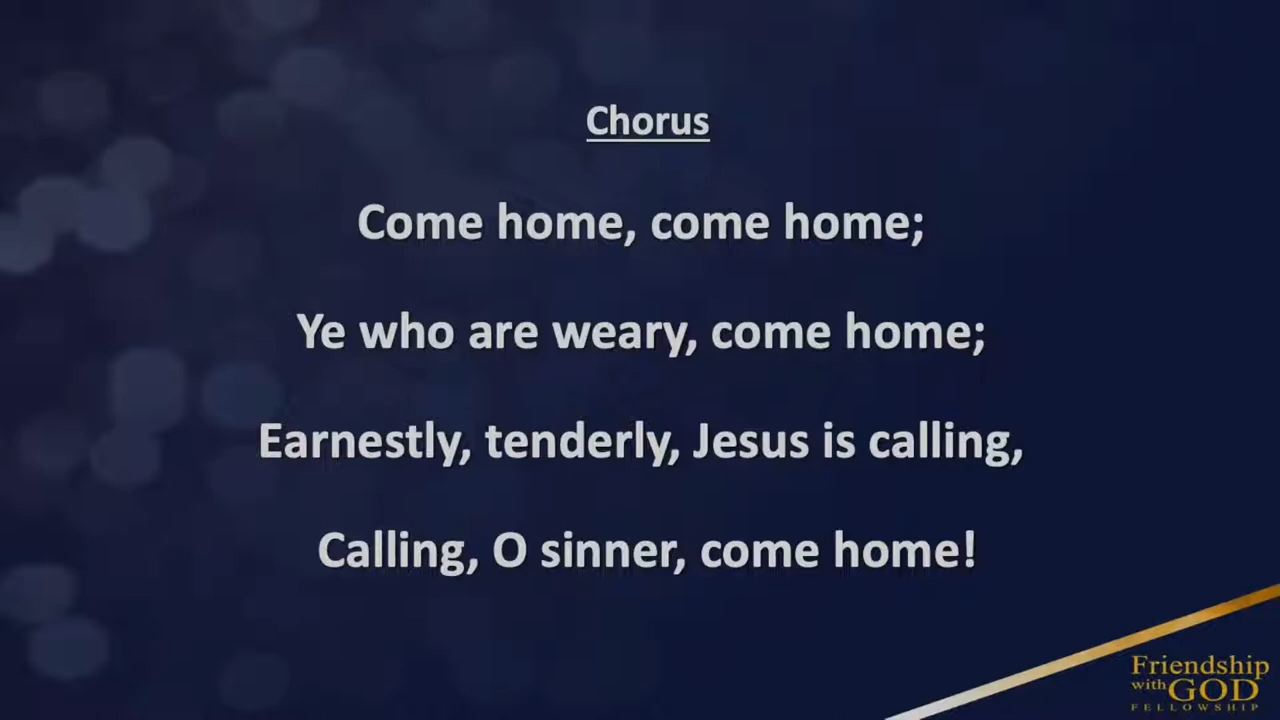 Chorus
Come home, come home;
Ye who are weary, come home;
Earnestly, tenderly, Jesus is calling,
Calling, O sinner, come home!
Friendship
with GOD
FELLOWSHIP